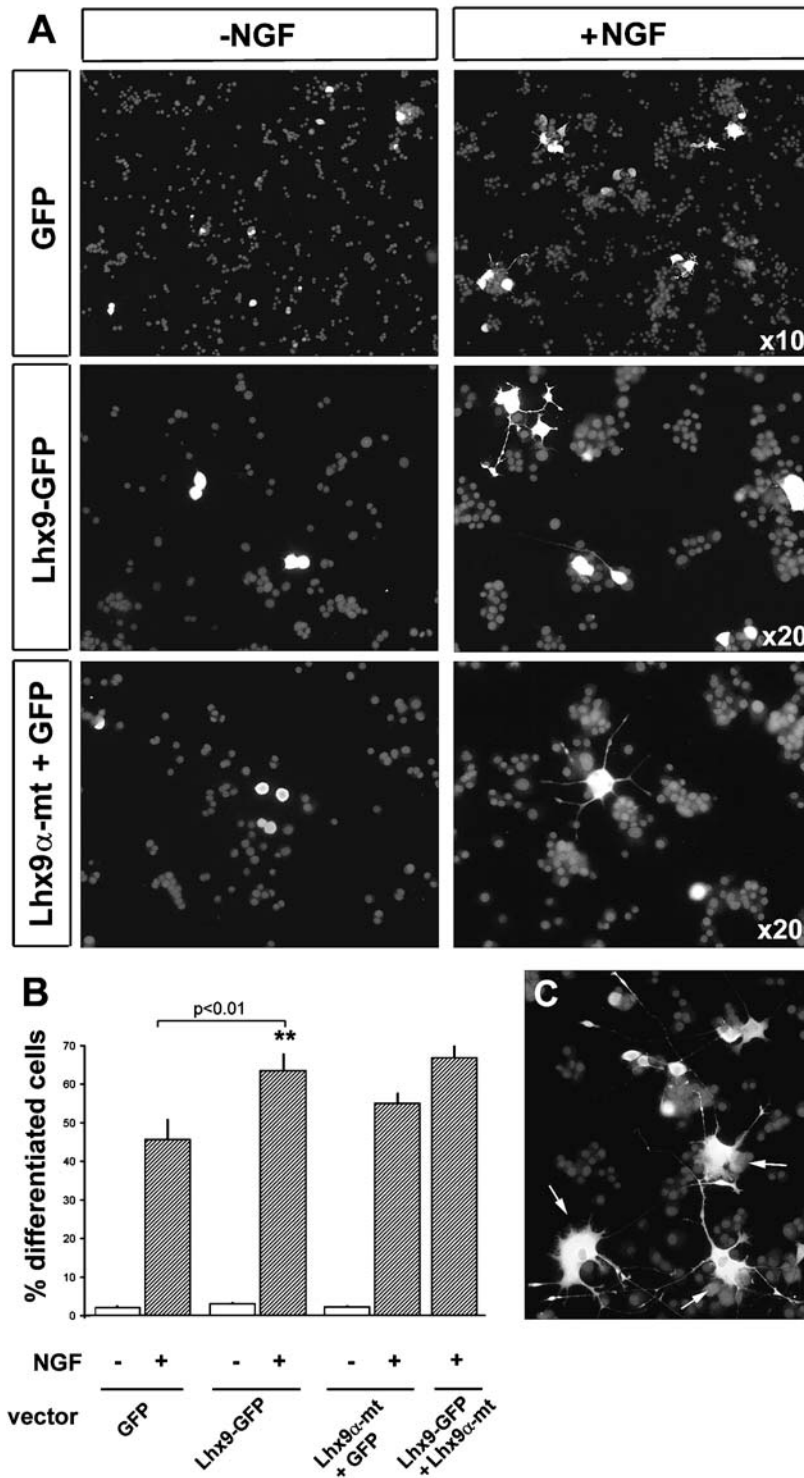 A
-NGF
+NGF
GFP
x10
Lhx9-GFP
x20
Lhx9α-mt + GFP
x20
B
C
p<0.01
**
% differentiated cells
70
60
50
40
30
20
10
0
NGF - + - + - + +
vector
GFP
Lhx9-GFP
Lhx9α-mt
+ GFP
Lhx9-GFP
+ Lhx9α-mt